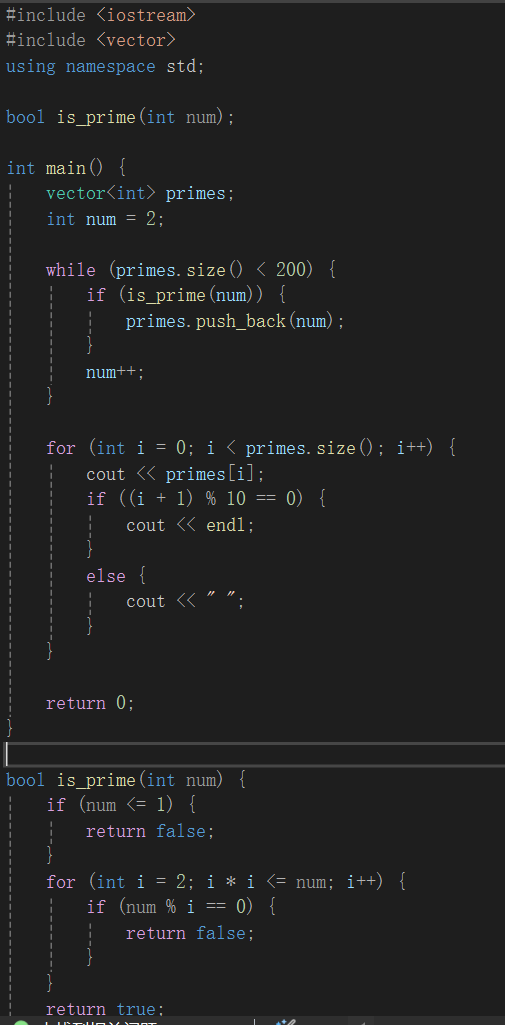 #include <iostream>
#include <vector>
using namespace std;
bool is_prime(int num);
int main() {
vector<int> primes;
int num = 2;
while (primes.size() < 200) {
if (is_prime(num)) {
primes.push_back(num);
}
num++;
}
for (int i = 0; i < primes.size(); i++) {
cout << primes[i];
if ((i + 1) % 10 == 0) {
cout << endl;
}
else {
cout << " ";
}
}
return 0;
}
bool is_prime(int num) {
if (num <= 1) {
return false;
}
for (int i = 2; i * i <= num; i++) {
if (num % i == 0) {
return false;
}
}
return true;